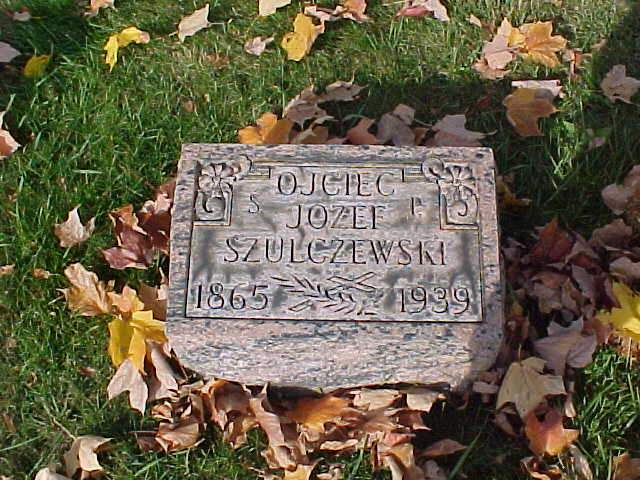 OJCIEC
S JOZEF P.
SZULCZEWSKI
1865 1939